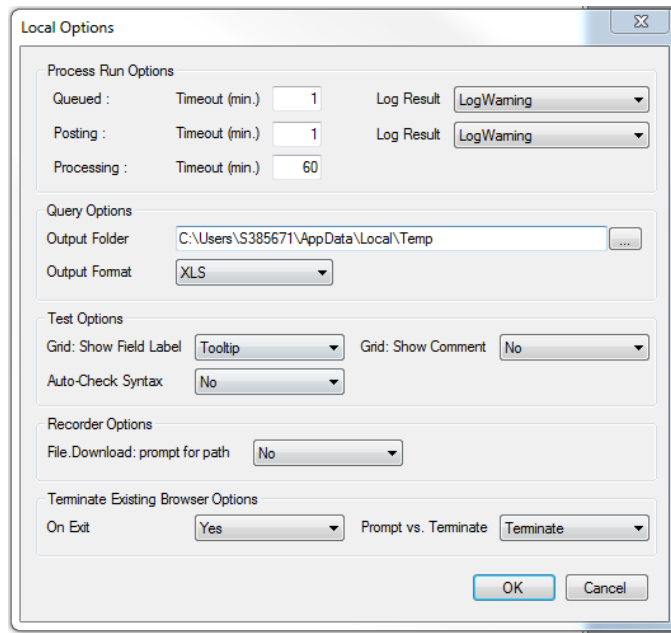 Local Options
Process Run Options
Queued : Timeout (min.) 1 Log Result LogWarning
Posting : Timeout (min.) 1 Log Result LogWarning
Processing : Timeout (min.) 60
Query Options
Output Folder C:\Users\S385671\AppData\Local\Temp ...
Output Format XLS
Test Options
Grid: Show Field Label Tooltip Grid: Show Comment No
Auto-Check Syntax No
Recorder Options
File.Download: prompt for path No
Terminate Existing Browser Options
On Exit Yes Prompt vs. Terminate Terminate
OK Cancel